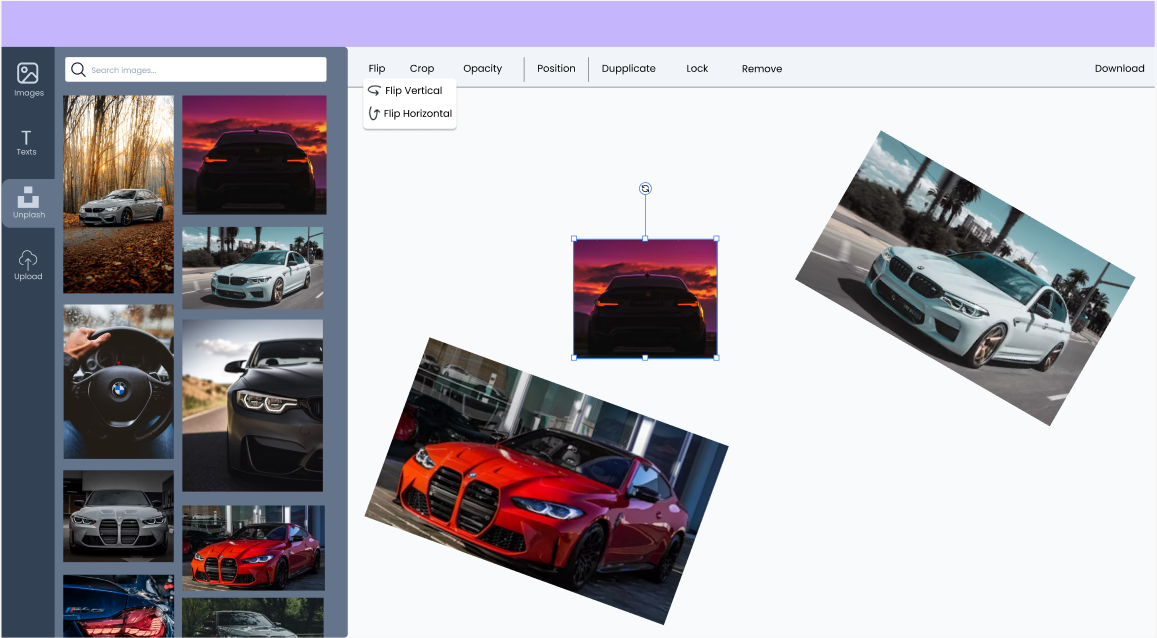 Images
Texts
Unplash
Upload
Search images...
Flip
Crop
Opacity
Position
Dupplicate
Lock
Remove
Download
Flip Vertical
Flip Horizontal